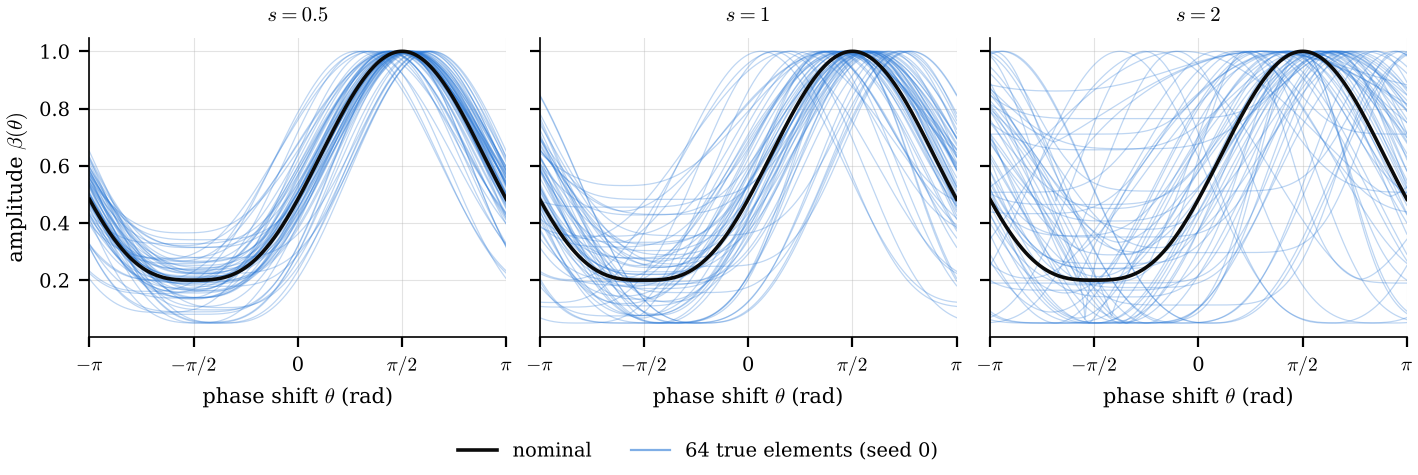 s = 0.5
s = 1
s = 2
amplitude β(θ)
1.0
0.8
0.6
0.4
0.2
−π −π/2 0 π/2 π
−π −π/2 0 π/2 π
−π −π/2 0 π/2 π
phase shift θ (rad)
phase shift θ (rad)
phase shift θ (rad)
nominal
64 true elements (seed 0)